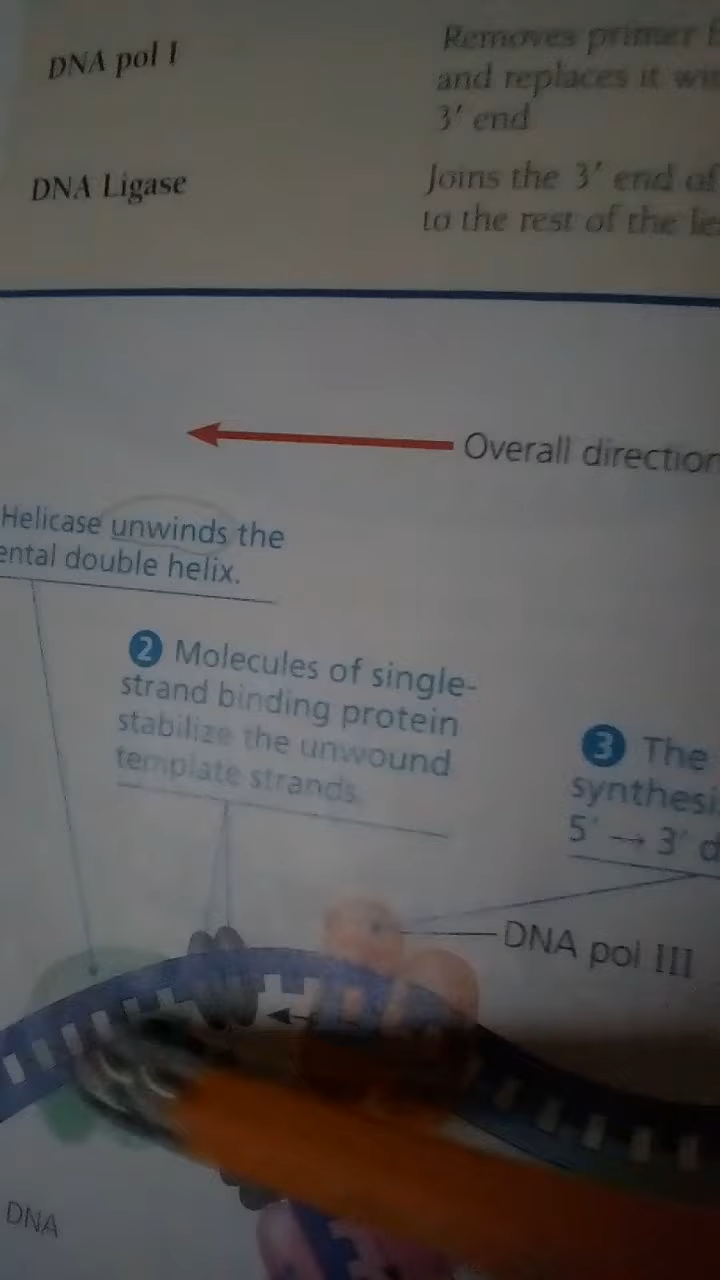 DNA pol I
Removes primer
and replaces it
3′ end
DNA Ligase
Joins the 3′ end of
to the rest of the
Overall direction
Helicase unwinds the
ental double helix.
2 Molecules of single-
strand binding protein
stabilize the unwound
template strands.
3 The
synthesi
5′ → 3′ d
DNA pol III
DNA